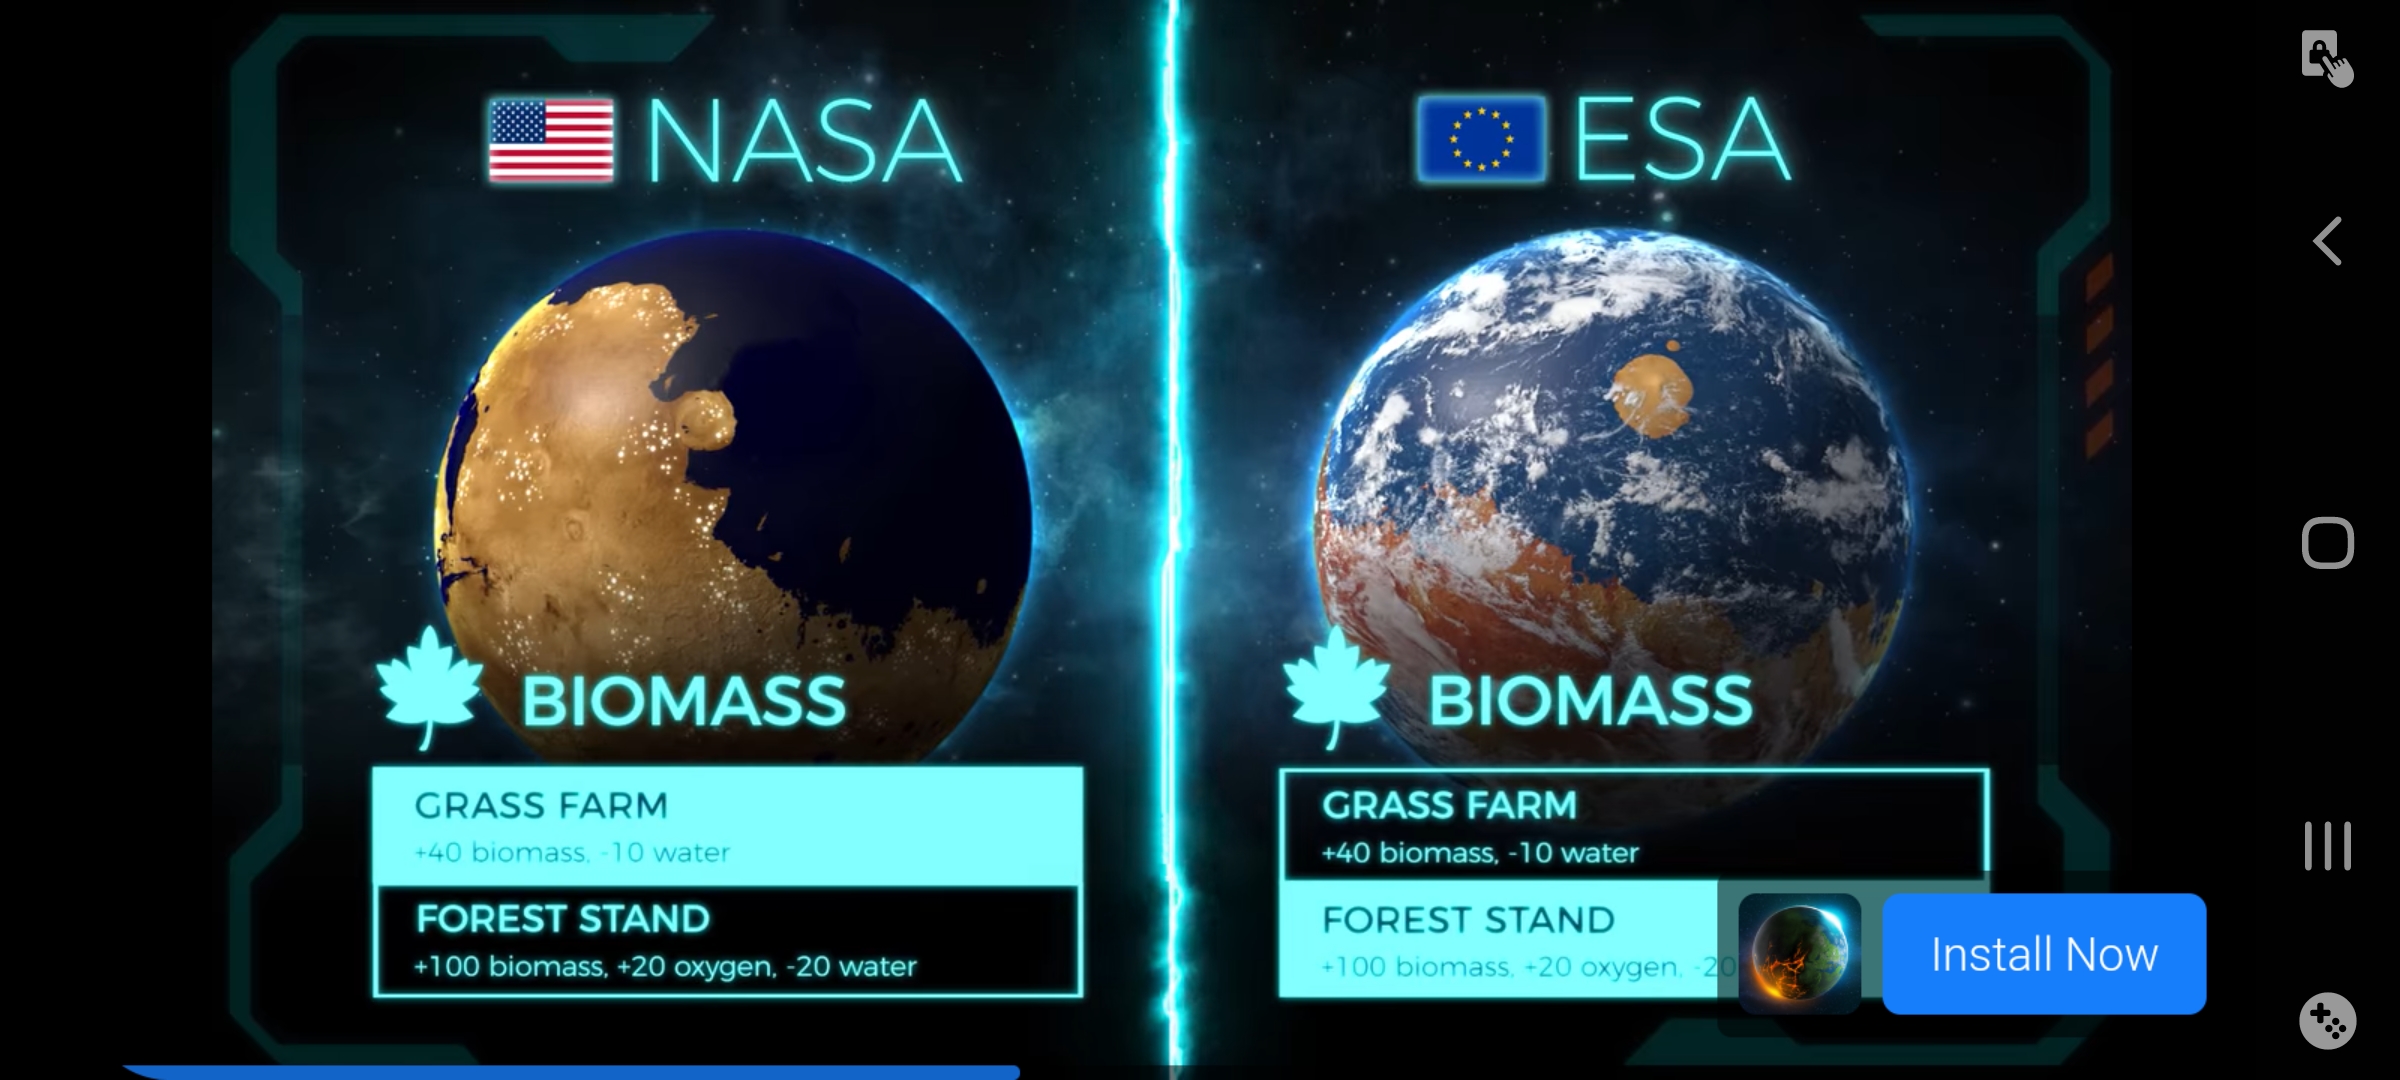 NASA
BIOMASS
GRASS FARM
+40 biomass, -10 water
FOREST STAND
+100 biomass, +20 oxygen, -20 water
ESA
BIOMASS
GRASS FARM
+40 biomass, -10 water
FOREST STAND
+100 biomass, +20 oxygen, -20
Install Now